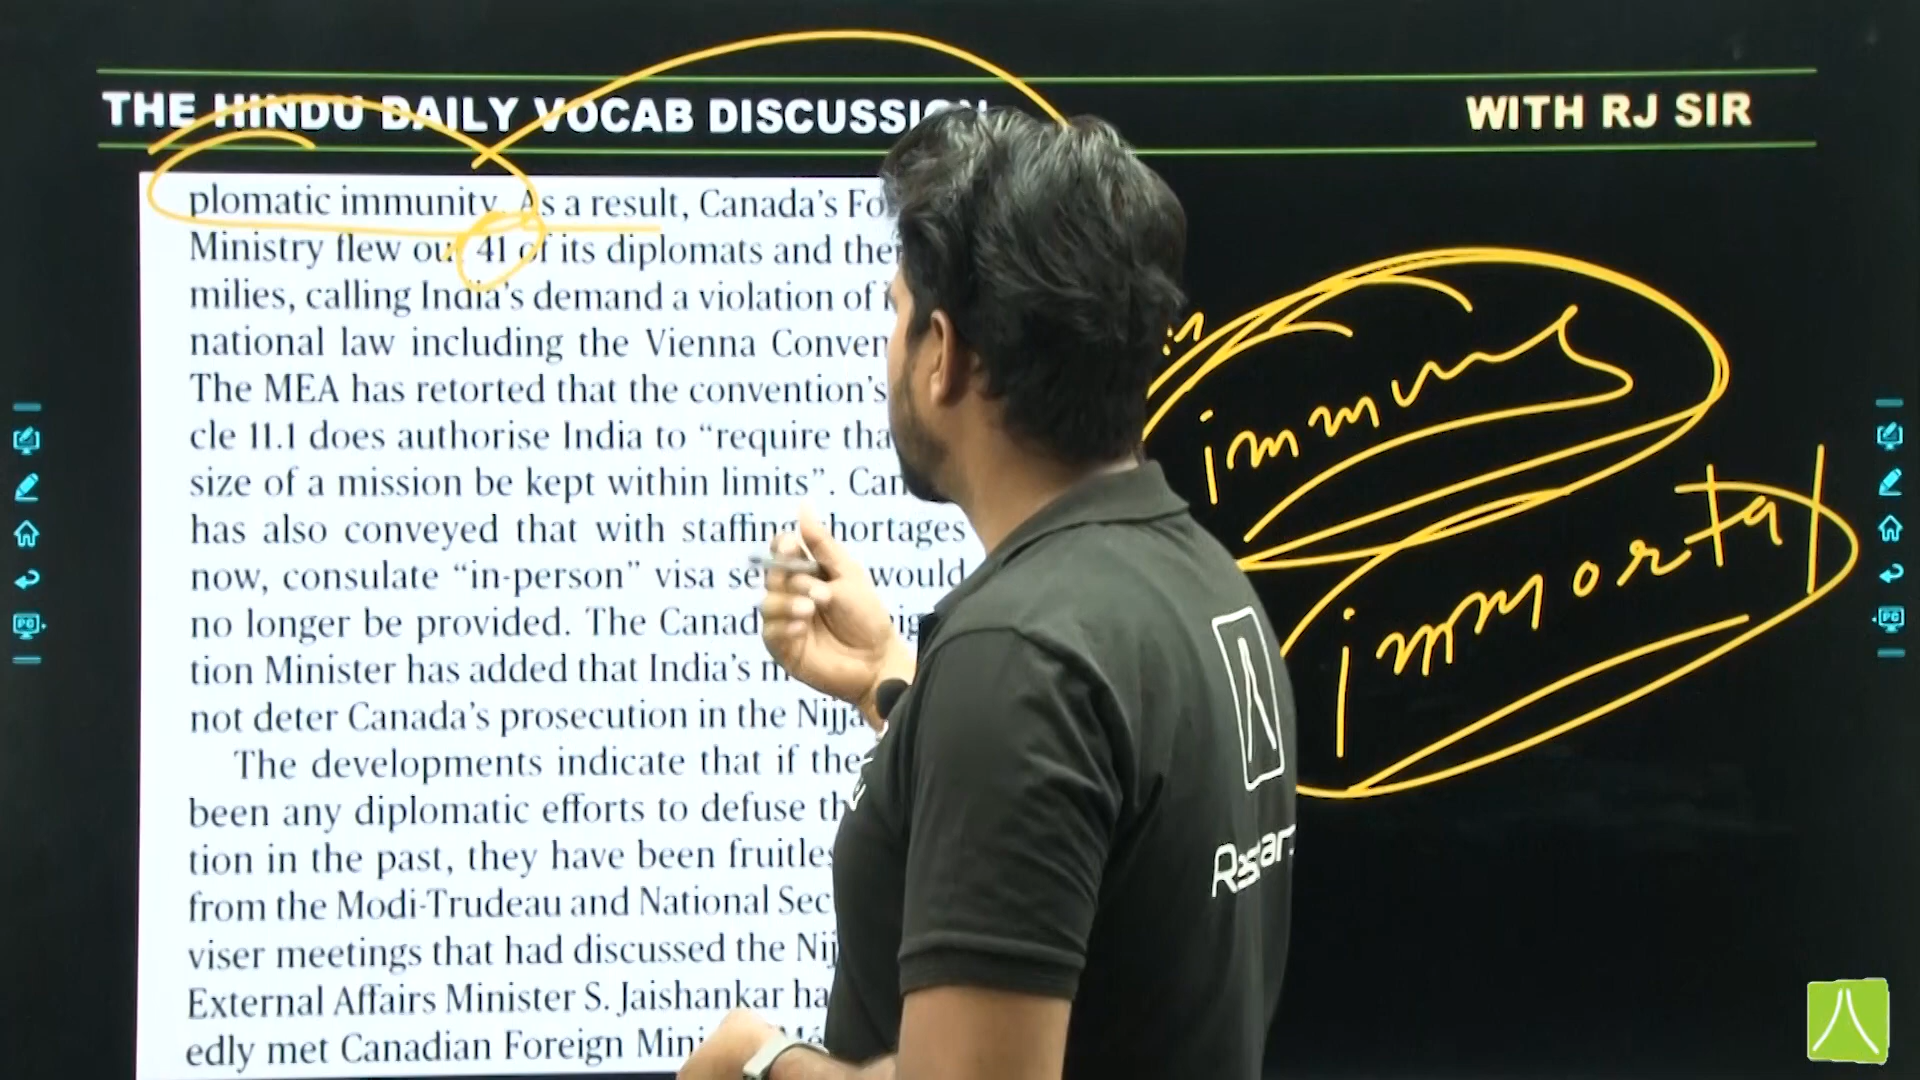 THE HINDU DAILY VOCAB DISCUSSION
WITH RJ SIR
plomatic immunity. As a result, Canada's Fo
Ministry flew out 41 of its diplomats and the
milies, calling India's demand a violation of i
national law including the Vienna Conven
The MEA has retorted that the convention's
cle 11.1 does authorise India to “require tha
size of a mission be kept within limits”. Can
has also conveyed that with staffing shortages
now, consulate “in-person” visa se would
no longer be provided. The Canad ig
tion Minister has added that India's m
not deter Canada's prosecution in the Nijja
The developments indicate that if the
been any diplomatic efforts to defuse th
tion in the past, they have been fruitles
from the Modi-Trudeau and National Sec
viser meetings that had discussed the Nij
External Affairs Minister S. Jaishankar ha
edly met Canadian Foreign Mini Mé
immune
immortal
PC
PC